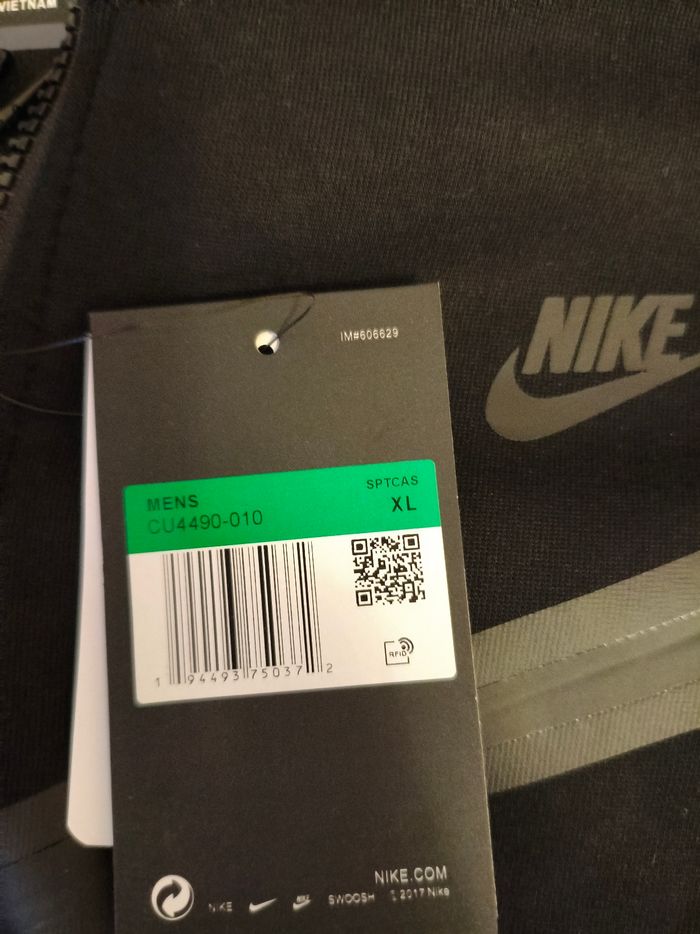 VIETNAM
IM#606629
NIKE
MENS
SPTCAS
CU4490-010
XL
RFID
1 94493 75037 2
NIKE.COM
NIKE NIKE SWOOSH © 2017 Nike